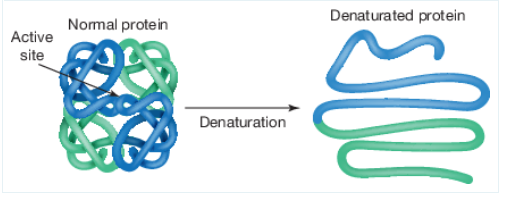 Normal protein
Active
site
Denaturation
Denaturated protein